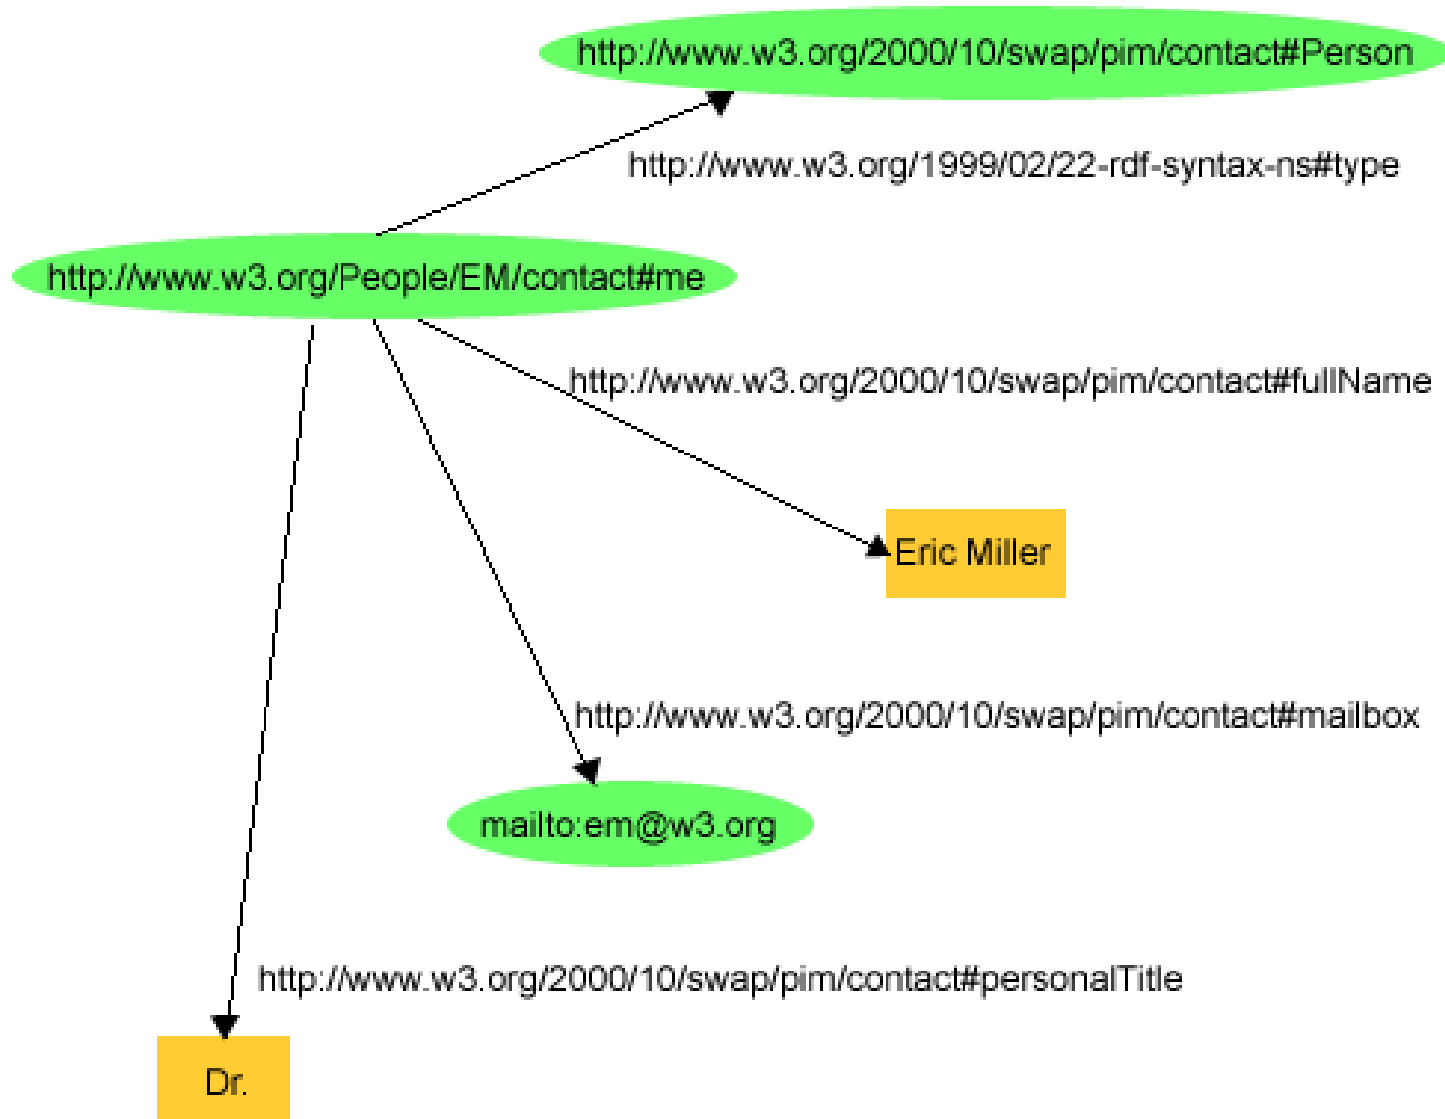 http://www.w3.org/2000/10/swap/pim/contact#Person
http://www.w3.org/1999/02/22-rdf-syntax-ns#type
http://www.w3.org/People/EM/contact#me
http://www.w3.org/2000/10/swap/pim/contact#fullName
Eric Miller
http://www.w3.org/2000/10/swap/pim/contact#mailbox
mailto:em@w3.org
http://www.w3.org/2000/10/swap/pim/contact#personalTitle
Dr.